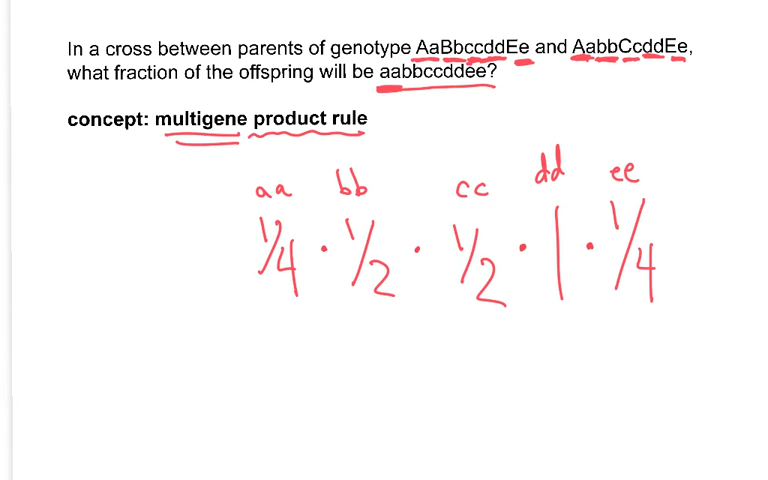 In a cross between parents of genotype AaBbccddEe and AabbCcddEe,
what fraction of the offspring will be aabbccddee?
concept: multigene product rule
aa bb cc dd ee
1/4 · 1/2 · 1/2 · 1 · 1/4